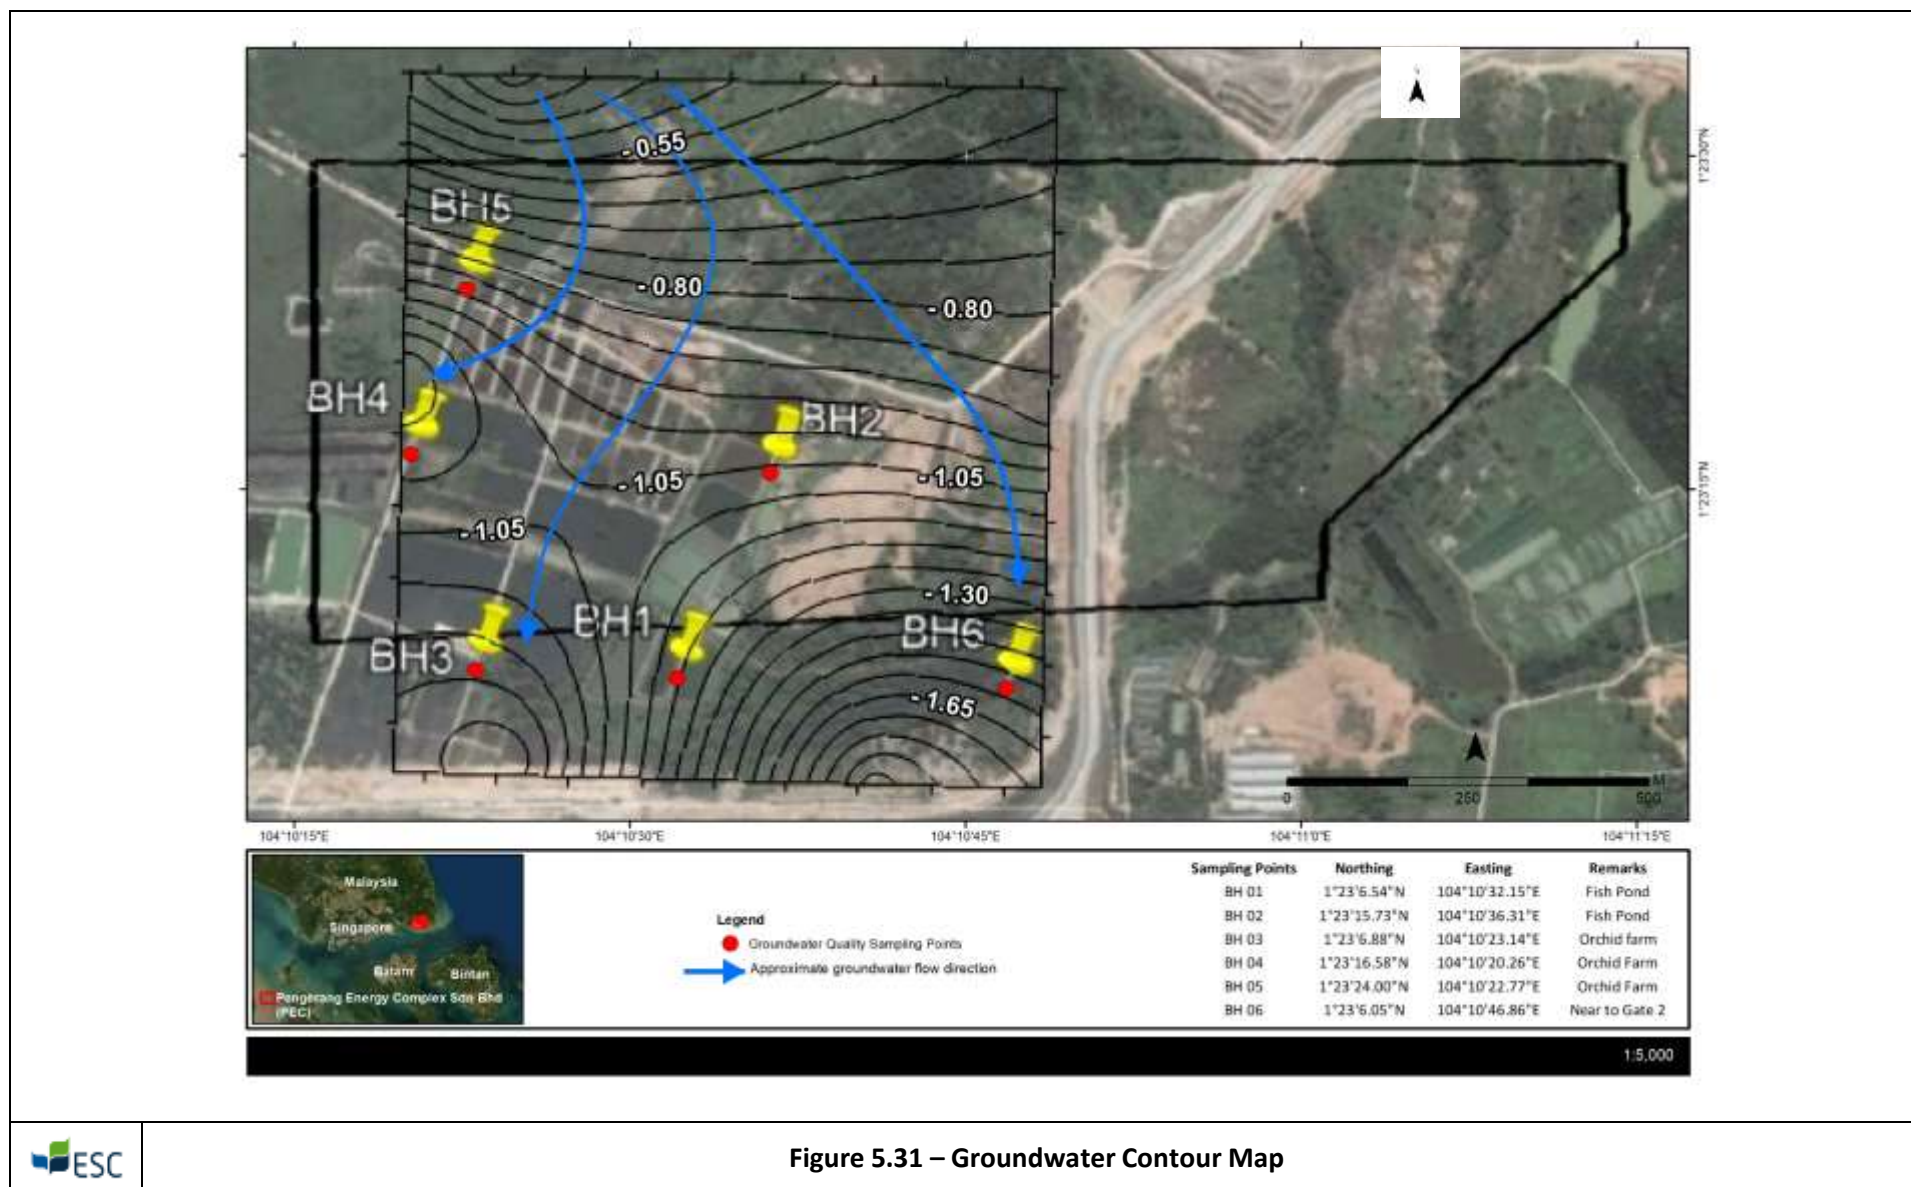 - 0.55
BH5
1°23'30"N
- 0.80
- 0.80
BH4
BH2
- 1.05
- 1.05
1°23'15"N
- 1.05
- 1.30
BH1
BH6
BH3
- 1.65
M
0
250
500
104°10'15"E
104°10'30"E
104°10'45"E
104°11'0"E
104°11'15"E
Malaysia
Singapore
Batam
Bintan
Pengerang Energy Complex Sdn Bhd
(PEC)
Legend
Groundwater Quality Sampling Points
Approximate groundwater flow direction
Sampling Points Northing Easting Remarks
BH 01 1°23'6.54"N 104°10'32.15"E Fish Pond
BH 02 1°23'15.73"N 104°10'36.31"E Fish Pond
BH 03 1°23'6.88"N 104°10'23.14"E Orchid farm
BH 04 1°23'16.58"N 104°10'20.26"E Orchid Farm
BH 05 1°23'24.00"N 104°10'22.77"E Orchid Farm
BH 06 1°23'6.05"N 104°10'46.86"E Near to Gate 2
1:5,000
ESC
Figure 5.31 – Groundwater Contour Map